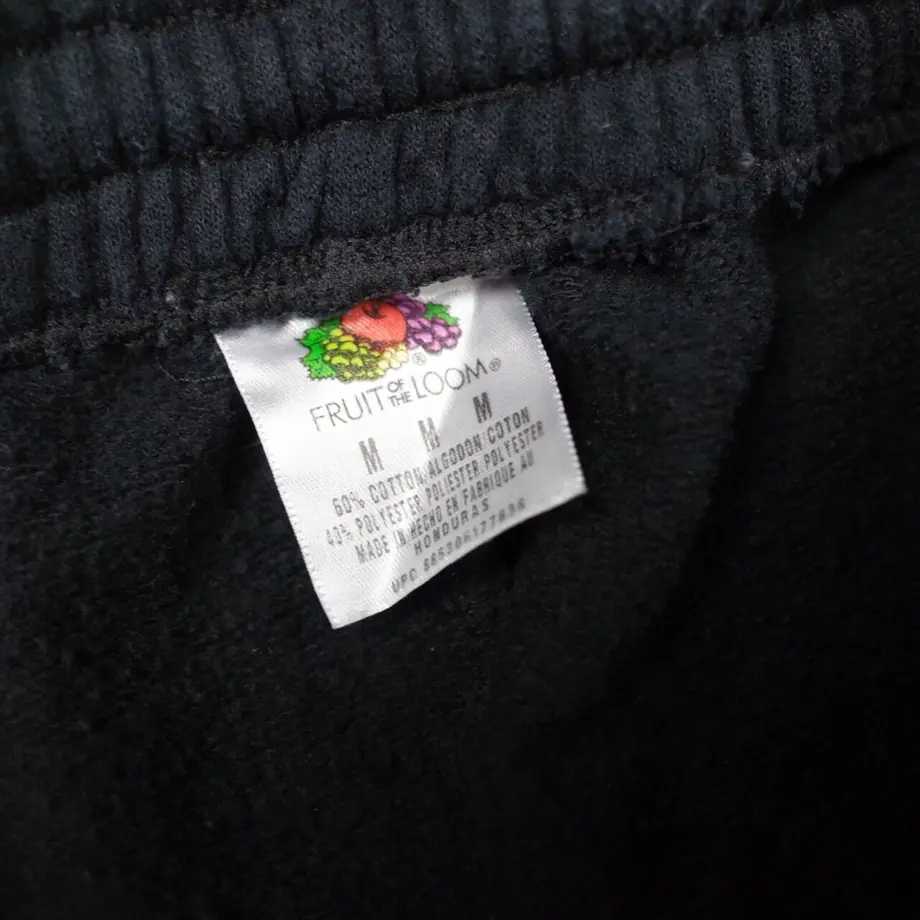 FRUIT OF THE LOOM®
M M M
60% COTTON/ALGODON/COTON
40% POLYESTER POLIESTER POLYESTER
MADE IN/HECHO EN FABRIQUE AU
HONDURAS
UPC